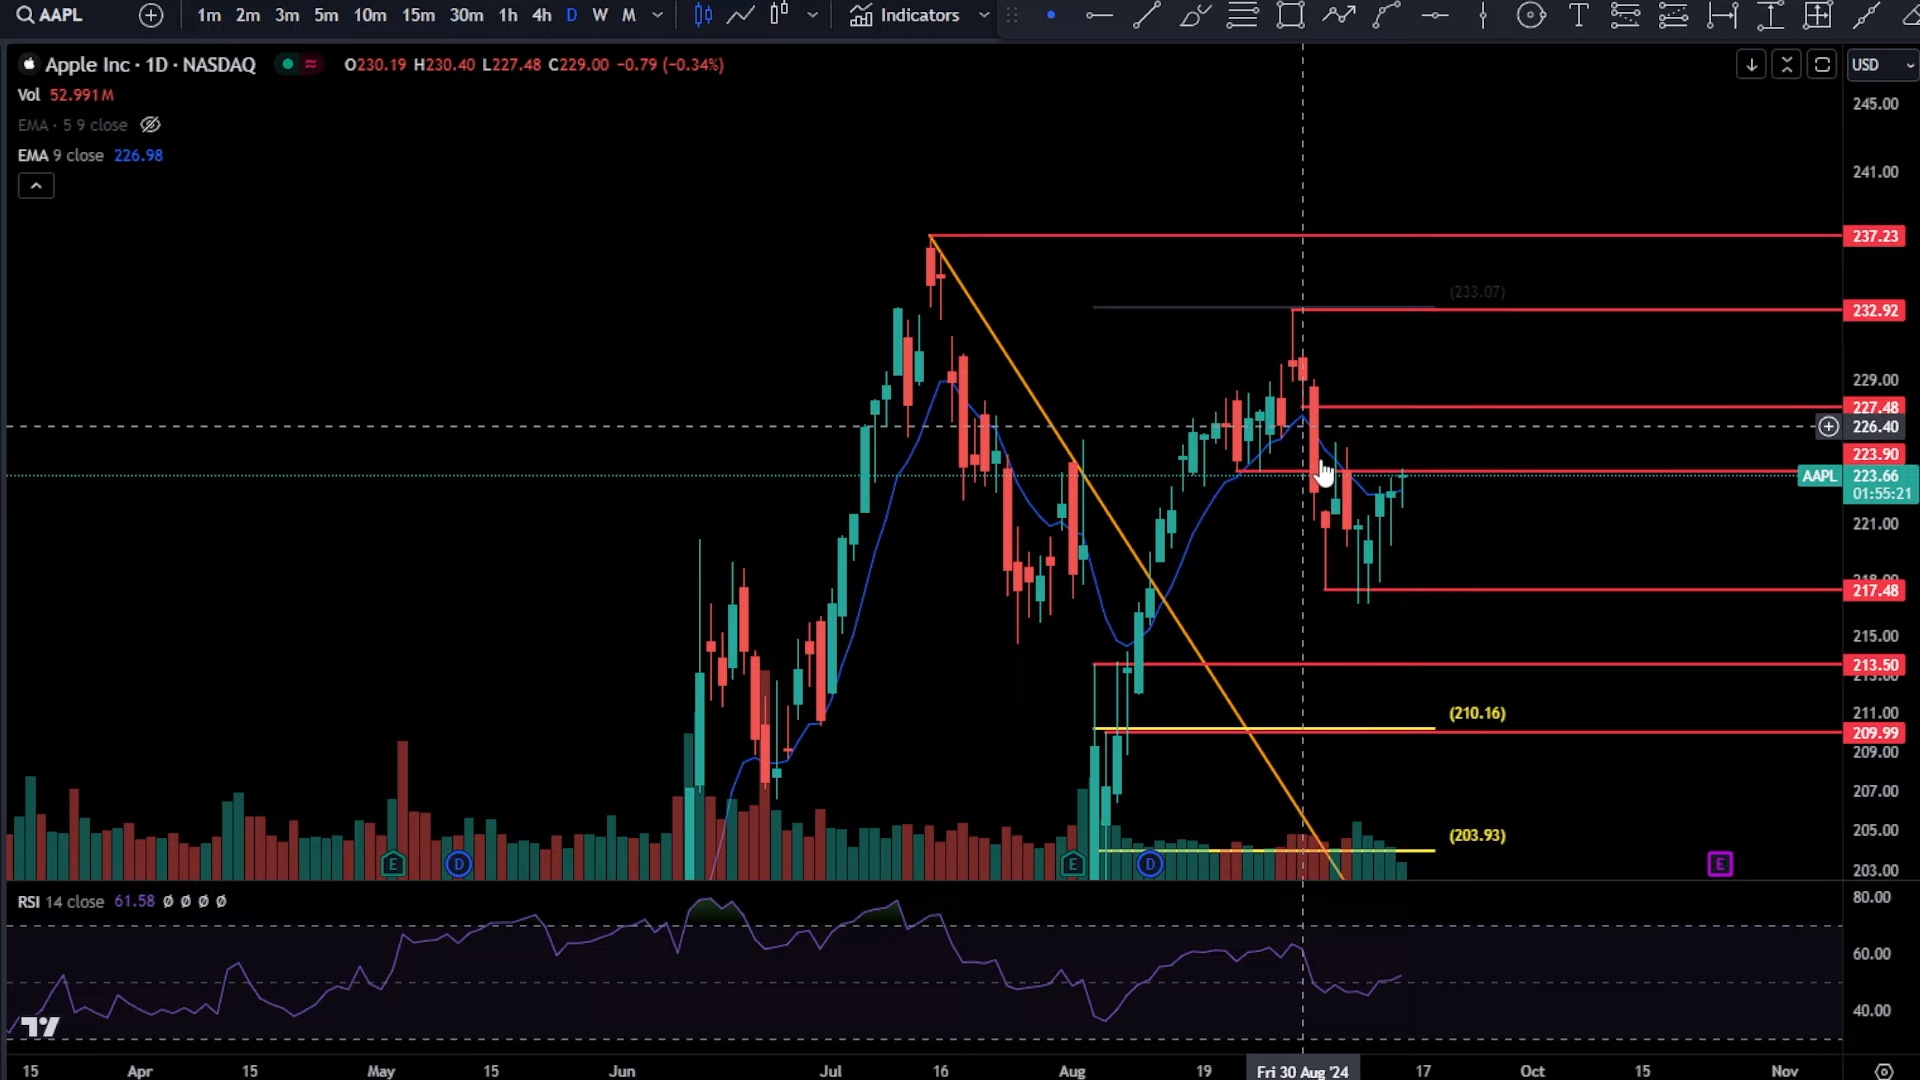 AAPL
1m 2m 3m 5m 10m 15m 30m 1h 4h D W M
Indicators
Apple Inc · 1D · NASDAQ
O230.19 H230.40 L227.48 C229.00 −0.79 (−0.34%)
Vol 52.991M
EMA · 5 9 close
EMA 9 close 226.98
USD
245.00
241.00
237.23
(233.07)
232.92
229.00
227.48
226.40
223.90
AAPL 223.66
01:55:21
221.00
217.48
215.00
213.50
(210.16)
211.00
209.99
209.00
207.00
(203.93)
205.00
203.00
E D E D E
RSI 14 close 61.58 Ø Ø Ø Ø
80.00
60.00
40.00
15 Apr 15 May 15 Jun Jul 16 Aug 19 Fri 30 Aug '24 17 Oct 15 Nov